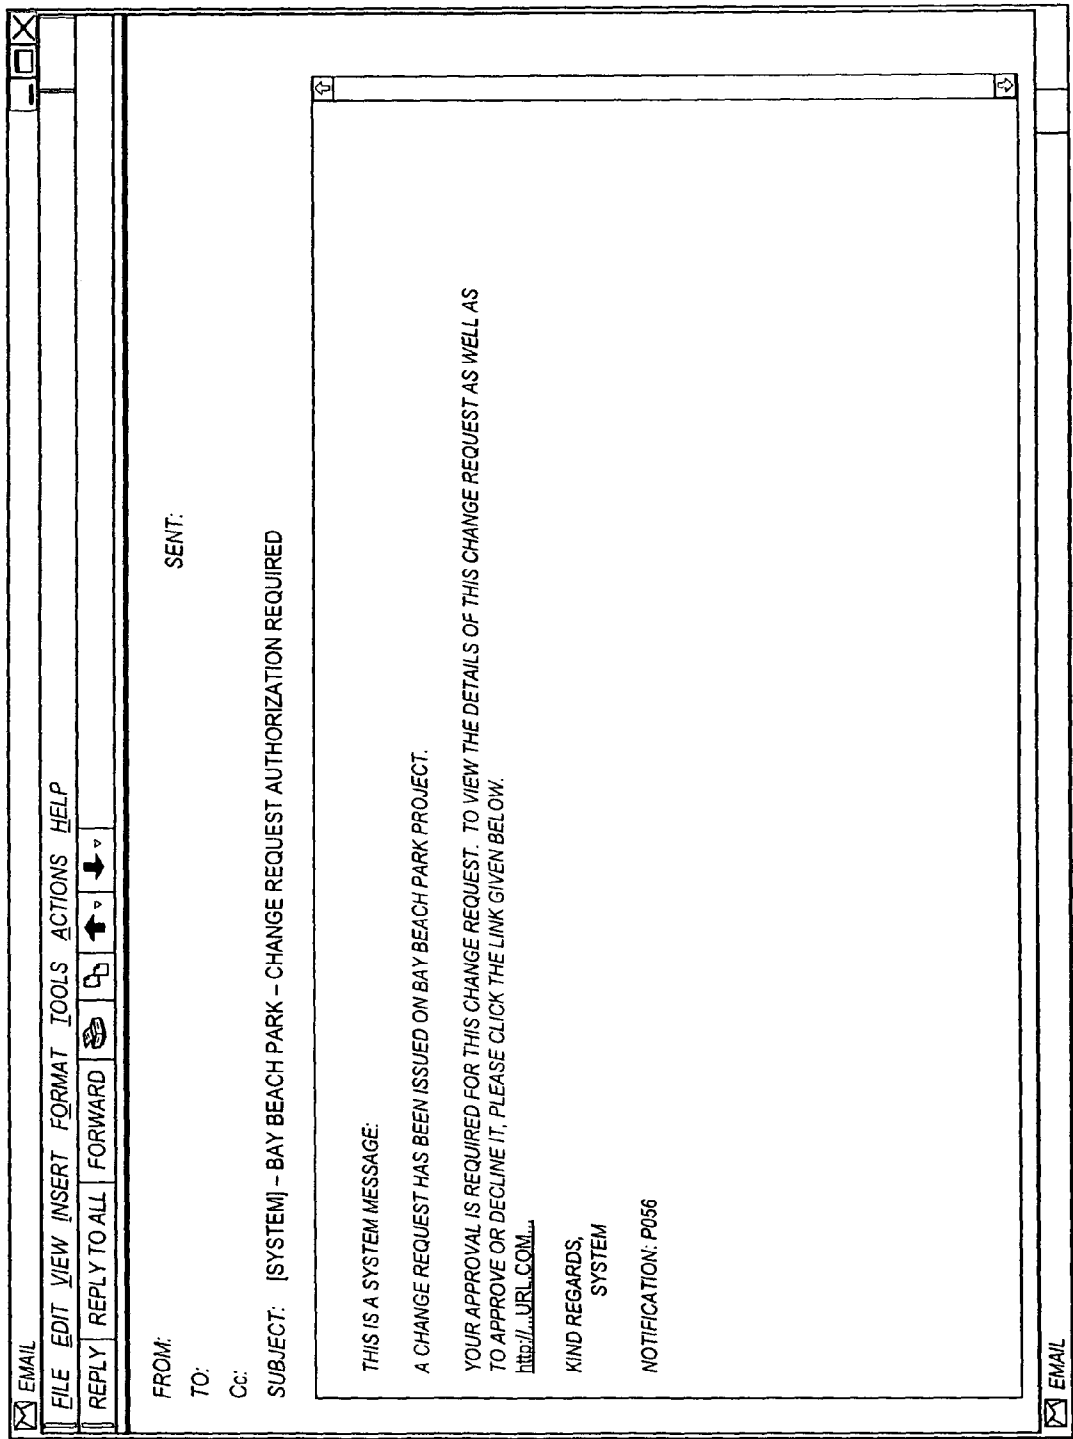 EMAIL
FILE EDIT VIEW INSERT FORMAT TOOLS ACTIONS HELP
REPLY REPLY TO ALL FORWARD
FROM: SENT:
TO:
Cc:
SUBJECT: [SYSTEM] – BAY BEACH PARK – CHANGE REQUEST AUTHORIZATION REQUIRED
THIS IS A SYSTEM MESSAGE:
A CHANGE REQUEST HAS BEEN ISSUED ON BAY BEACH PARK PROJECT.
YOUR APPROVAL IS REQUIRED FOR THIS CHANGE REQUEST. TO VIEW THE DETAILS OF THIS CHANGE REQUEST AS WELL AS
TO APPROVE OR DECLINE IT, PLEASE CLICK THE LINK GIVEN BELOW.
http://...URL.COM...
KIND REGARDS,
SYSTEM
NOTIFICATION: P056
EMAIL